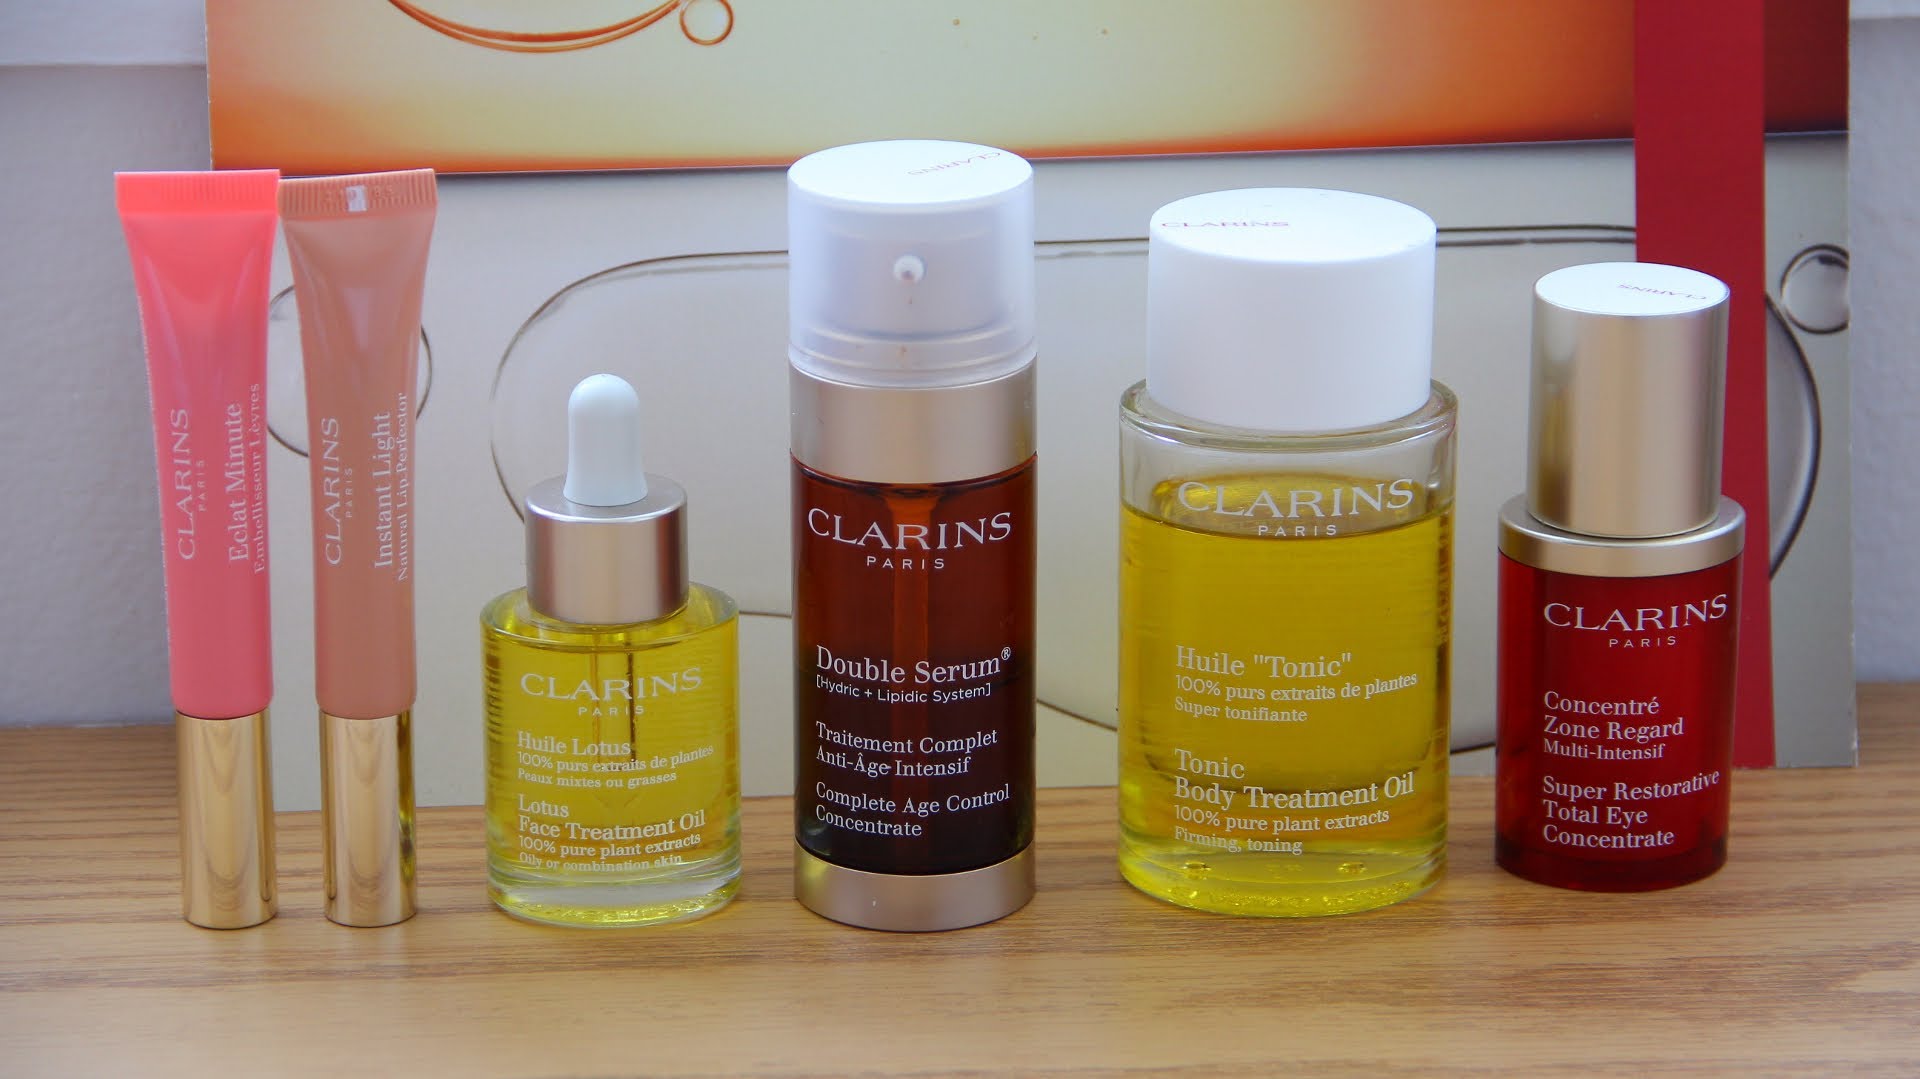 CLARINS
PARIS
Eclat Minute
Embellisseur Lèvres
CLARINS
PARIS
Instant Light
Natural Lip Perfector
CLARINS
PARIS
Huile Lotus
100% purs extraits de plantes
Peaux mixtes ou grasses
Lotus
Face Treatment Oil
100% pure plant extracts
Oily or combination skin
CLARINS
CLARINS
PARIS
Double Serum®
[Hydric + Lipidic System]
Traitement Complet
Anti-Âge Intensif
Complete Age Control
Concentrate
CLARINS
CLARINS
PARIS
Huile "Tonic"
100% purs extraits de plantes
Super tonifiante
Tonic
Body Treatment Oil
100% pure plant extracts
Firming, toning
CLARINS
CLARINS
PARIS
Concentré
Zone Regard
Multi-Intensif
Super Restorative
Total Eye
Concentrate